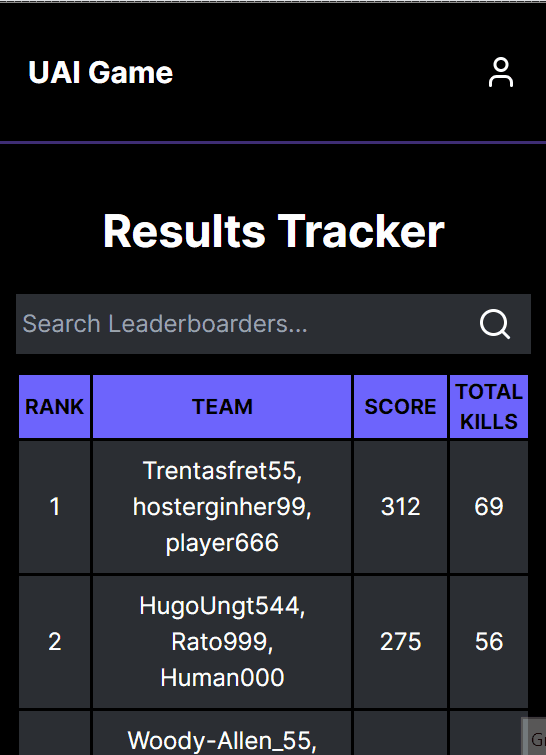 UAI Game
Results Tracker
Search Leaderboarders...
RANK TEAM SCORE TOTAL
KILLS
1 Trentasfret55,
hosterginher99,
player666 312 69
2 HugoUngt544,
Rato999,
Human000 275 56
Woody-Allen_55,